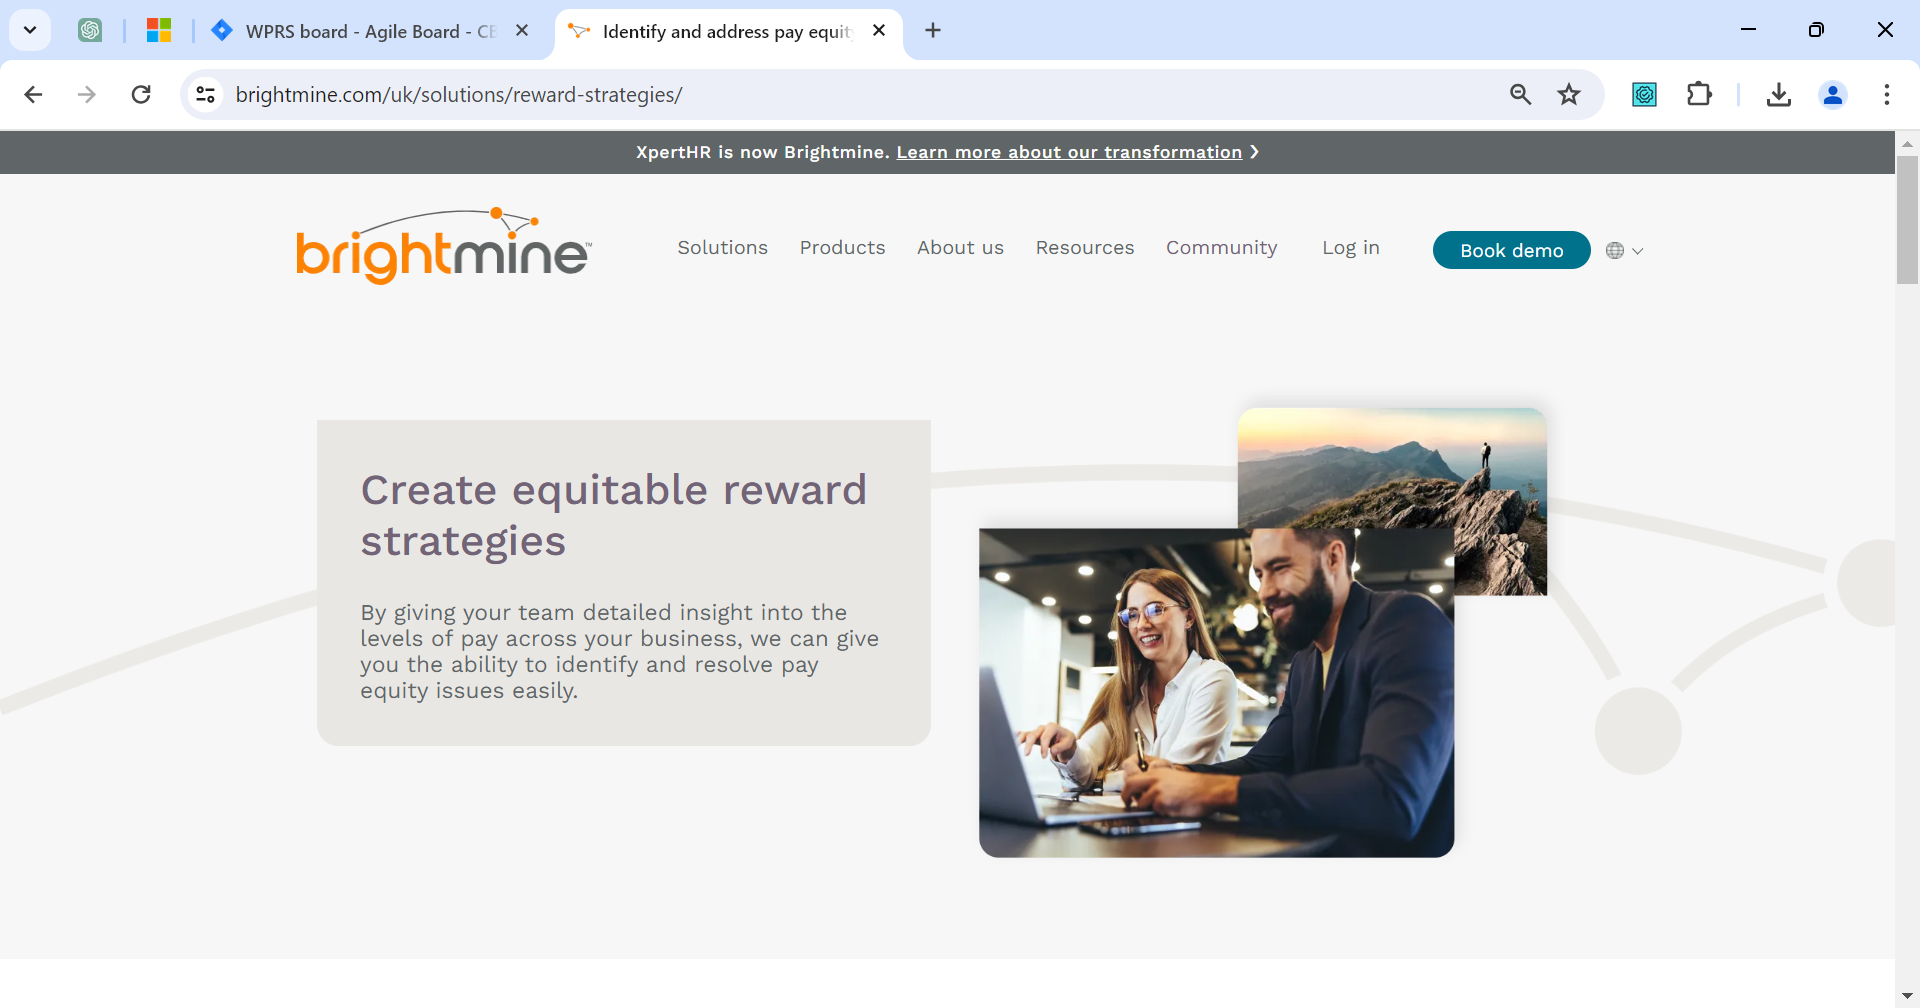 WPRS board - Agile Board - CE
Identify and address pay equit
brightmine.com/uk/solutions/reward-strategies/
XpertHR is now Brightmine. Learn more about our transformation ❯
brightmine™
Solutions Products About us Resources Community Log in Book demo
Create equitable reward
strategies
By giving your team detailed insight into the
levels of pay across your business, we can give
you the ability to identify and resolve pay
equity issues easily.